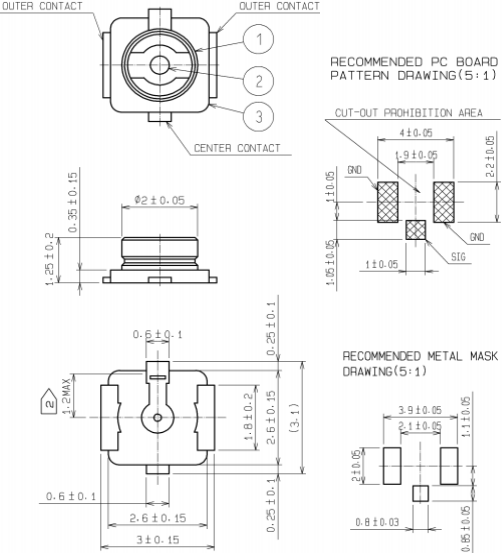 OUTER CONTACT
OUTER CONTACT
1
2
3
CENTER CONTACT
RECOMMENDED PC BOARD
PATTERN DRAWING(5:1)
CUT-OUT PROHIBITION AREA
4±0.05
1.9±0.05
2.2±0.05
GND
1±0.05
GND
1.05±0.05
SIG
1±0.05
Ø2±0.05
0.35±0.15
1.25±0.2
0.6±0.1
0.25±0.1
2
1.2MAX
1.8±0.2
2.6±0.15
(3.1)
0.6±0.1
0.25±0.1
2.6±0.15
3±0.15
RECOMMENDED METAL MASK
DRAWING(5:1)
3.9±0.05
2.1±0.05
1.1±0.05
2±0.05
0.8±0.03
0.85±0.05